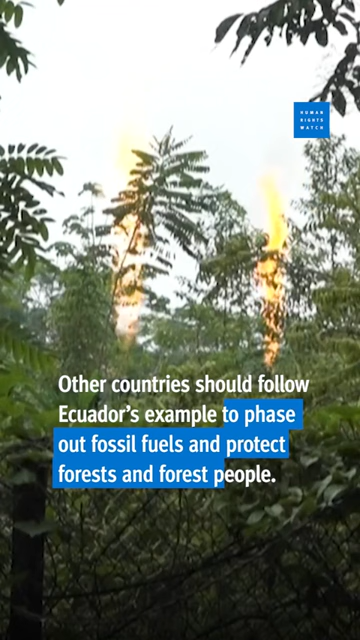 HUMAN
RIGHTS
WATCH
Other countries should follow
Ecuador's example to phase
out fossil fuels and protect
forests and forest people.